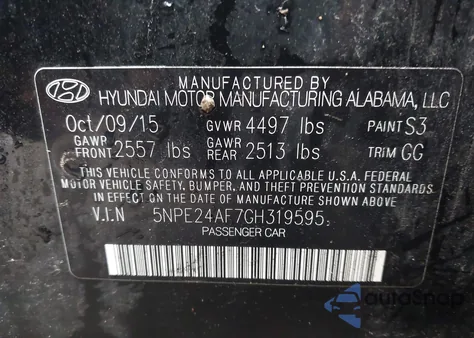 MANUFACTURED BY
HYUNDAI MOTOR MANUFACTURING ALABAMA, LLC
Oct/09/15 GVWR 4497 lbs PAINT S3
GAWR FRONT 2557 lbs GAWR REAR 2513 lbs TRIM GG
THIS VEHICLE CONFORMS TO ALL APPLICABLE U.S.A FEDERAL
MOTOR VEHICLE SAFETY, BUMPER, AND THEFT PREVENTION STANDARDS
IN EFFECT ON THE DATE OF MANUFACTURE SHOWN ABOVE
V.I.N 5NPE24AF7GH319595
PASSENGER CAR
autoSnap